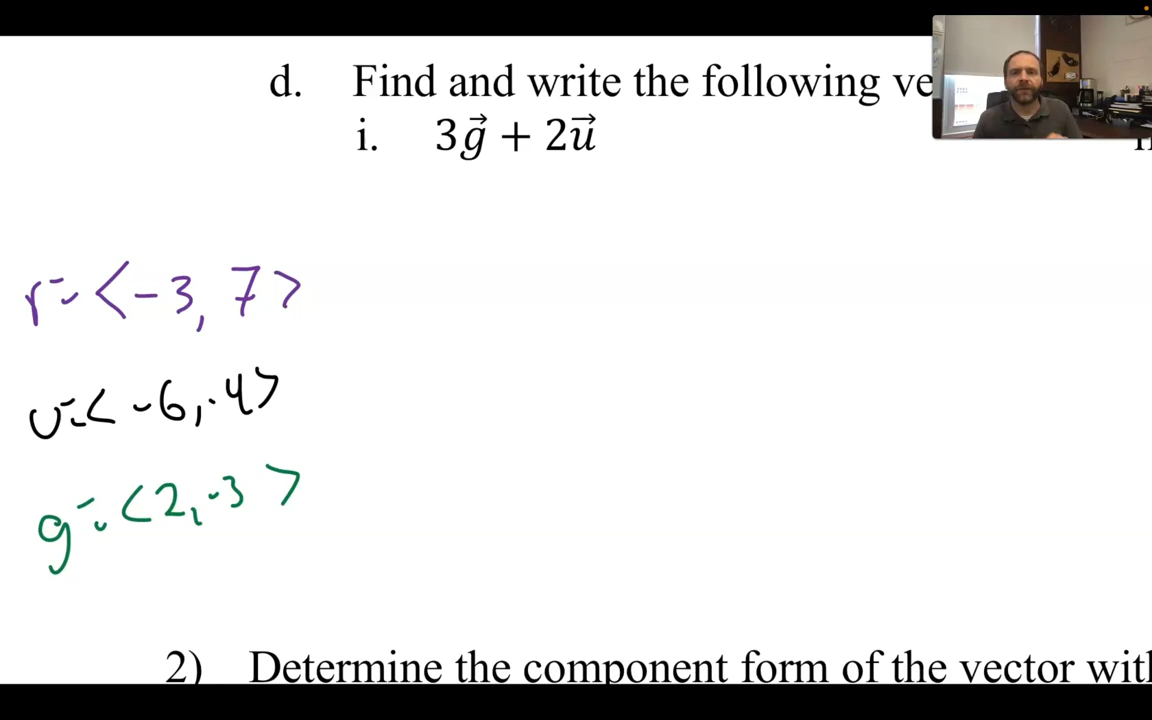 d. Find and write the following ve
i. 3g⃗ + 2u⃗
r = <-3, 7>
u = <-6, -4>
g = <2, -3>
2) Determine the component form of the vector wit